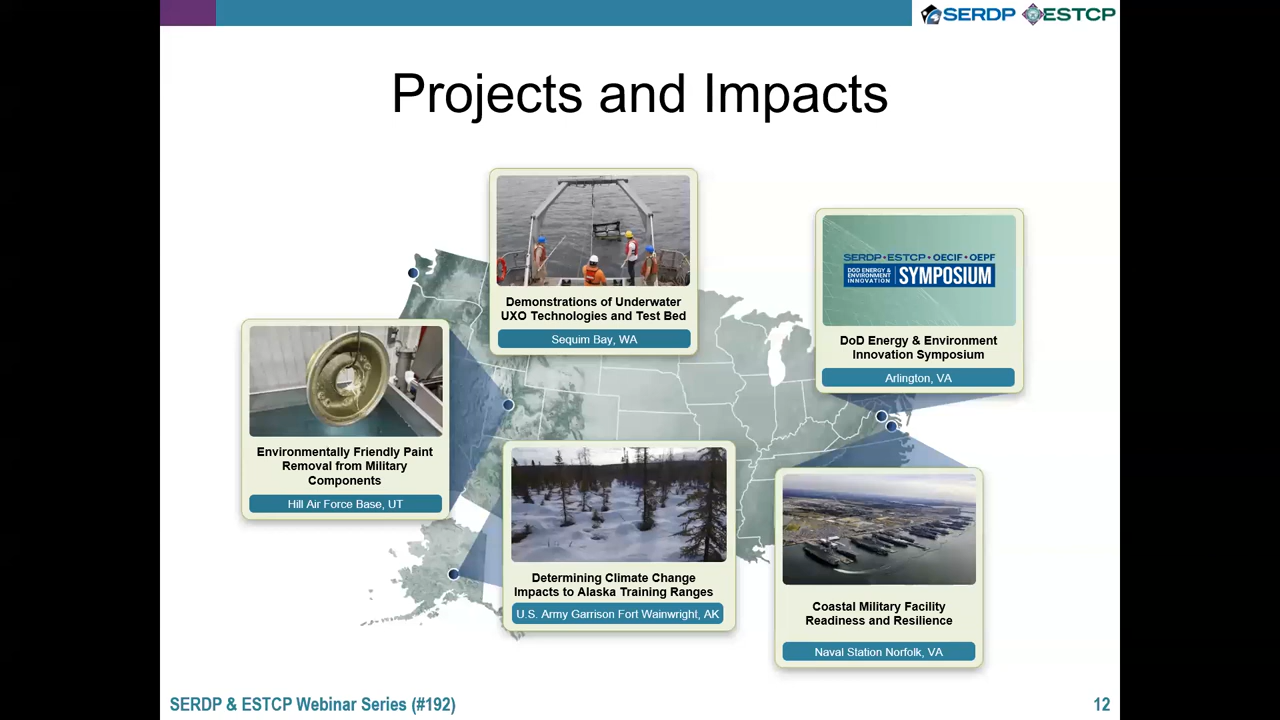 SERDP ESTCP
Projects and Impacts
Demonstrations of Underwater
UXO Technologies and Test Bed
Sequim Bay, WA
SERDP • ESTCP • OECIF • OEPF
DOD ENERGY &
ENVIRONMENT
INNOVATION
SYMPOSIUM
DoD Energy & Environment
Innovation Symposium
Arlington, VA
Environmentally Friendly Paint
Removal from Military
Components
Hill Air Force Base, UT
Determining Climate Change
Impacts to Alaska Training Ranges
U.S. Army Garrison Fort Wainwright, AK
Coastal Military Facility
Readiness and Resilience
Naval Station Norfolk, VA
SERDP & ESTCP Webinar Series (#192)
12